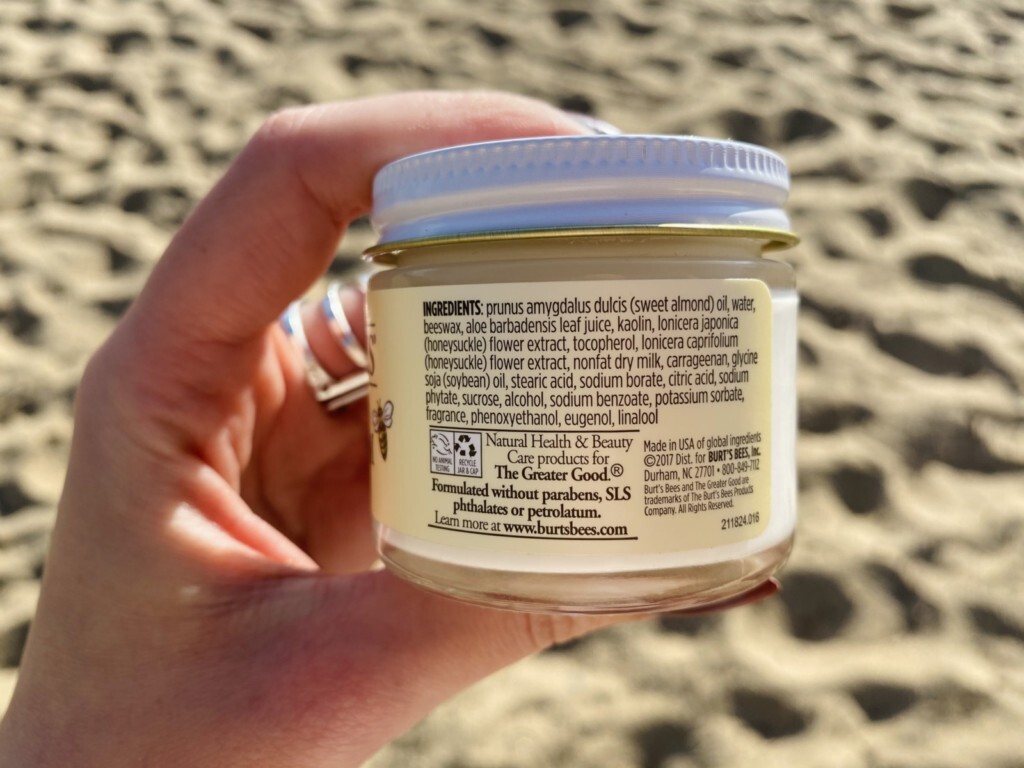 INGREDIENTS: prunus amygdalus dulcis (sweet almond) oil, water,
beeswax, aloe barbadensis leaf juice, kaolin, lonicera japonica
(honeysuckle) flower extract, tocopherol, lonicera caprifolium
(honeysuckle) flower extract, nonfat dry milk, carrageenan, glycine
soja (soybean) oil, stearic acid, sodium borate, citric acid, sodium
phytate, sucrose, alcohol, sodium benzoate, potassium sorbate,
fragrance, phenoxyethanol, eugenol, linalool
NO ANIMAL
TESTING
RECYCLE
JAR & CAP
Natural Health & Beauty
Care products for
The Greater Good.®
Formulated without parabens, SLS
phthalates or petrolatum.
Learn more at www.burtsbees.com
Made in USA of global ingredients
©2017 Dist. for BURT'S BEES, Inc.
Durham, NC 27701 • 800-849-7112
Burt's Bees and The Greater Good are
trademarks of The Burt's Bees Products
Company. All Rights Reserved.
211824.016